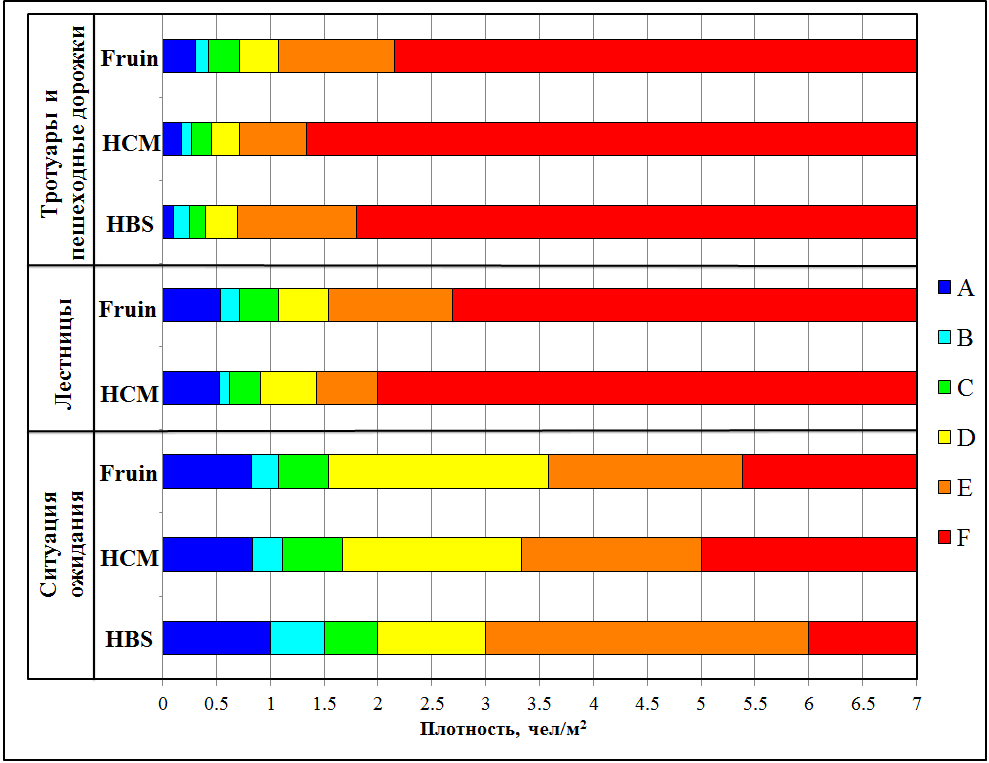 Тротуары и
пешеходные дорожки
Fruin
HCM
HBS
Лестницы
Fruin
HCM
Ситуация
ожидания
Fruin
HCM
HBS
0 0.5 1 1.5 2 2.5 3 3.5 4 4.5 5 5.5 6 6.5 7
Плотность, чел/м²
A
B
C
D
E
F